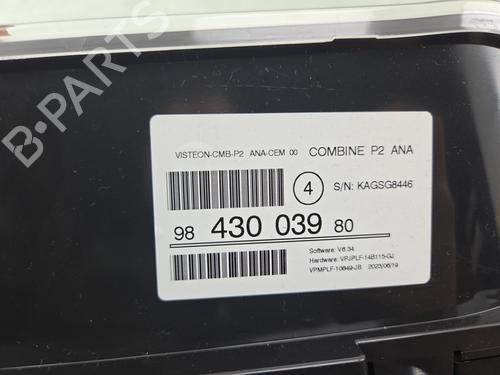 B-PARTS
VISTEON-CMB-P2 ANA-CEM 00 COMBINE P2 ANA
4 S/N: KAGSG8446
98 430 039 80
Software: V6.34
Hardware: VPJPLF-14B115-GJ
VPMPLF-10849-JB 2023/06/19